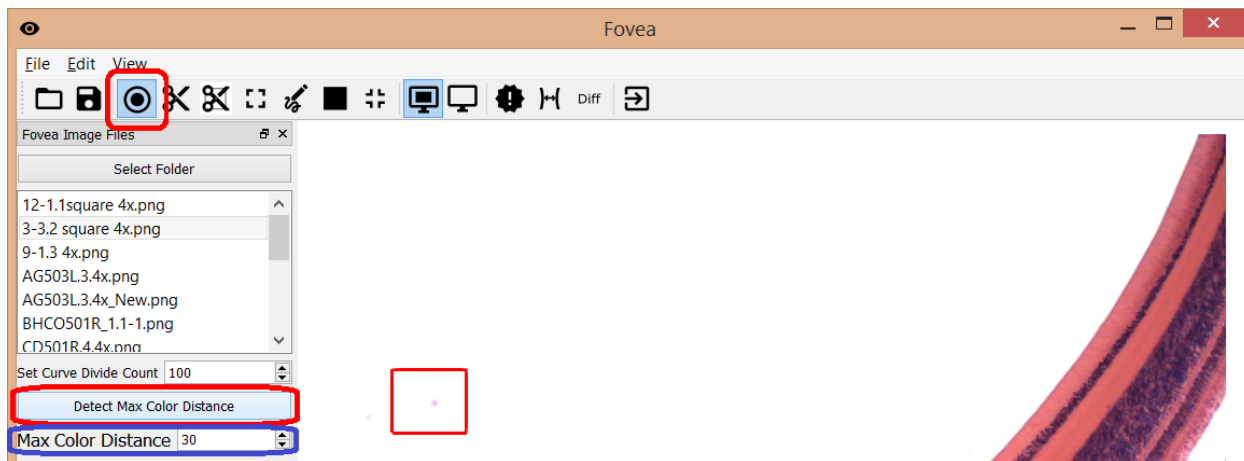 Fovea
File Edit View
Diff
Fovea Image Files
Select Folder
12-1.1square 4x.png
3-3.2 square 4x.png
9-1.3 4x.png
AG503L.3.4x.png
AG503L.3.4x_New.png
BHCO501R_1.1-1.png
CD501R.4.4x.png
Set Curve Divide Count 100
Detect Max Color Distance
Max Color Distance 30